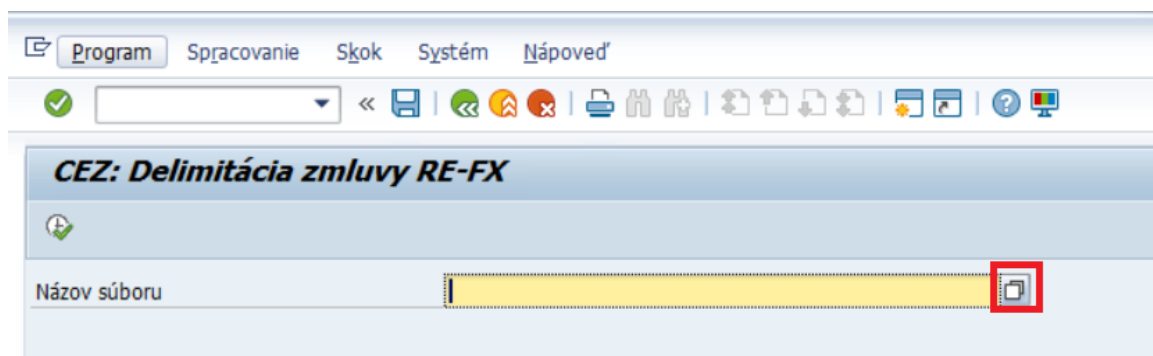 Program Spracovanie Skok Systém Nápoveď
CEZ: Delimitácia zmluvy RE-FX
Názov súboru